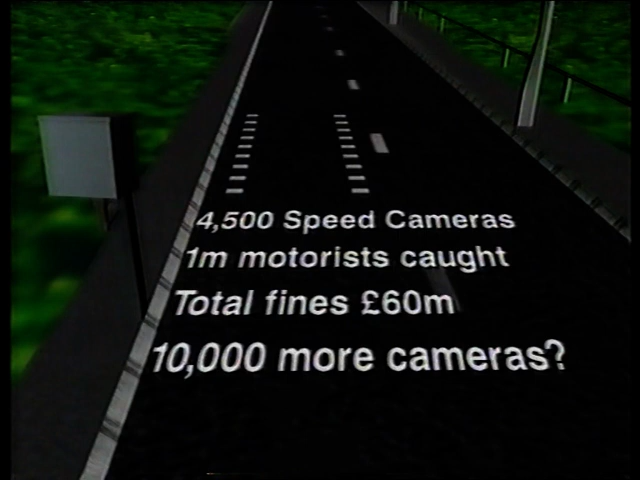 4,500 Speed Cameras
1m motorists caught
Total fines £60m
10,000 more cameras?